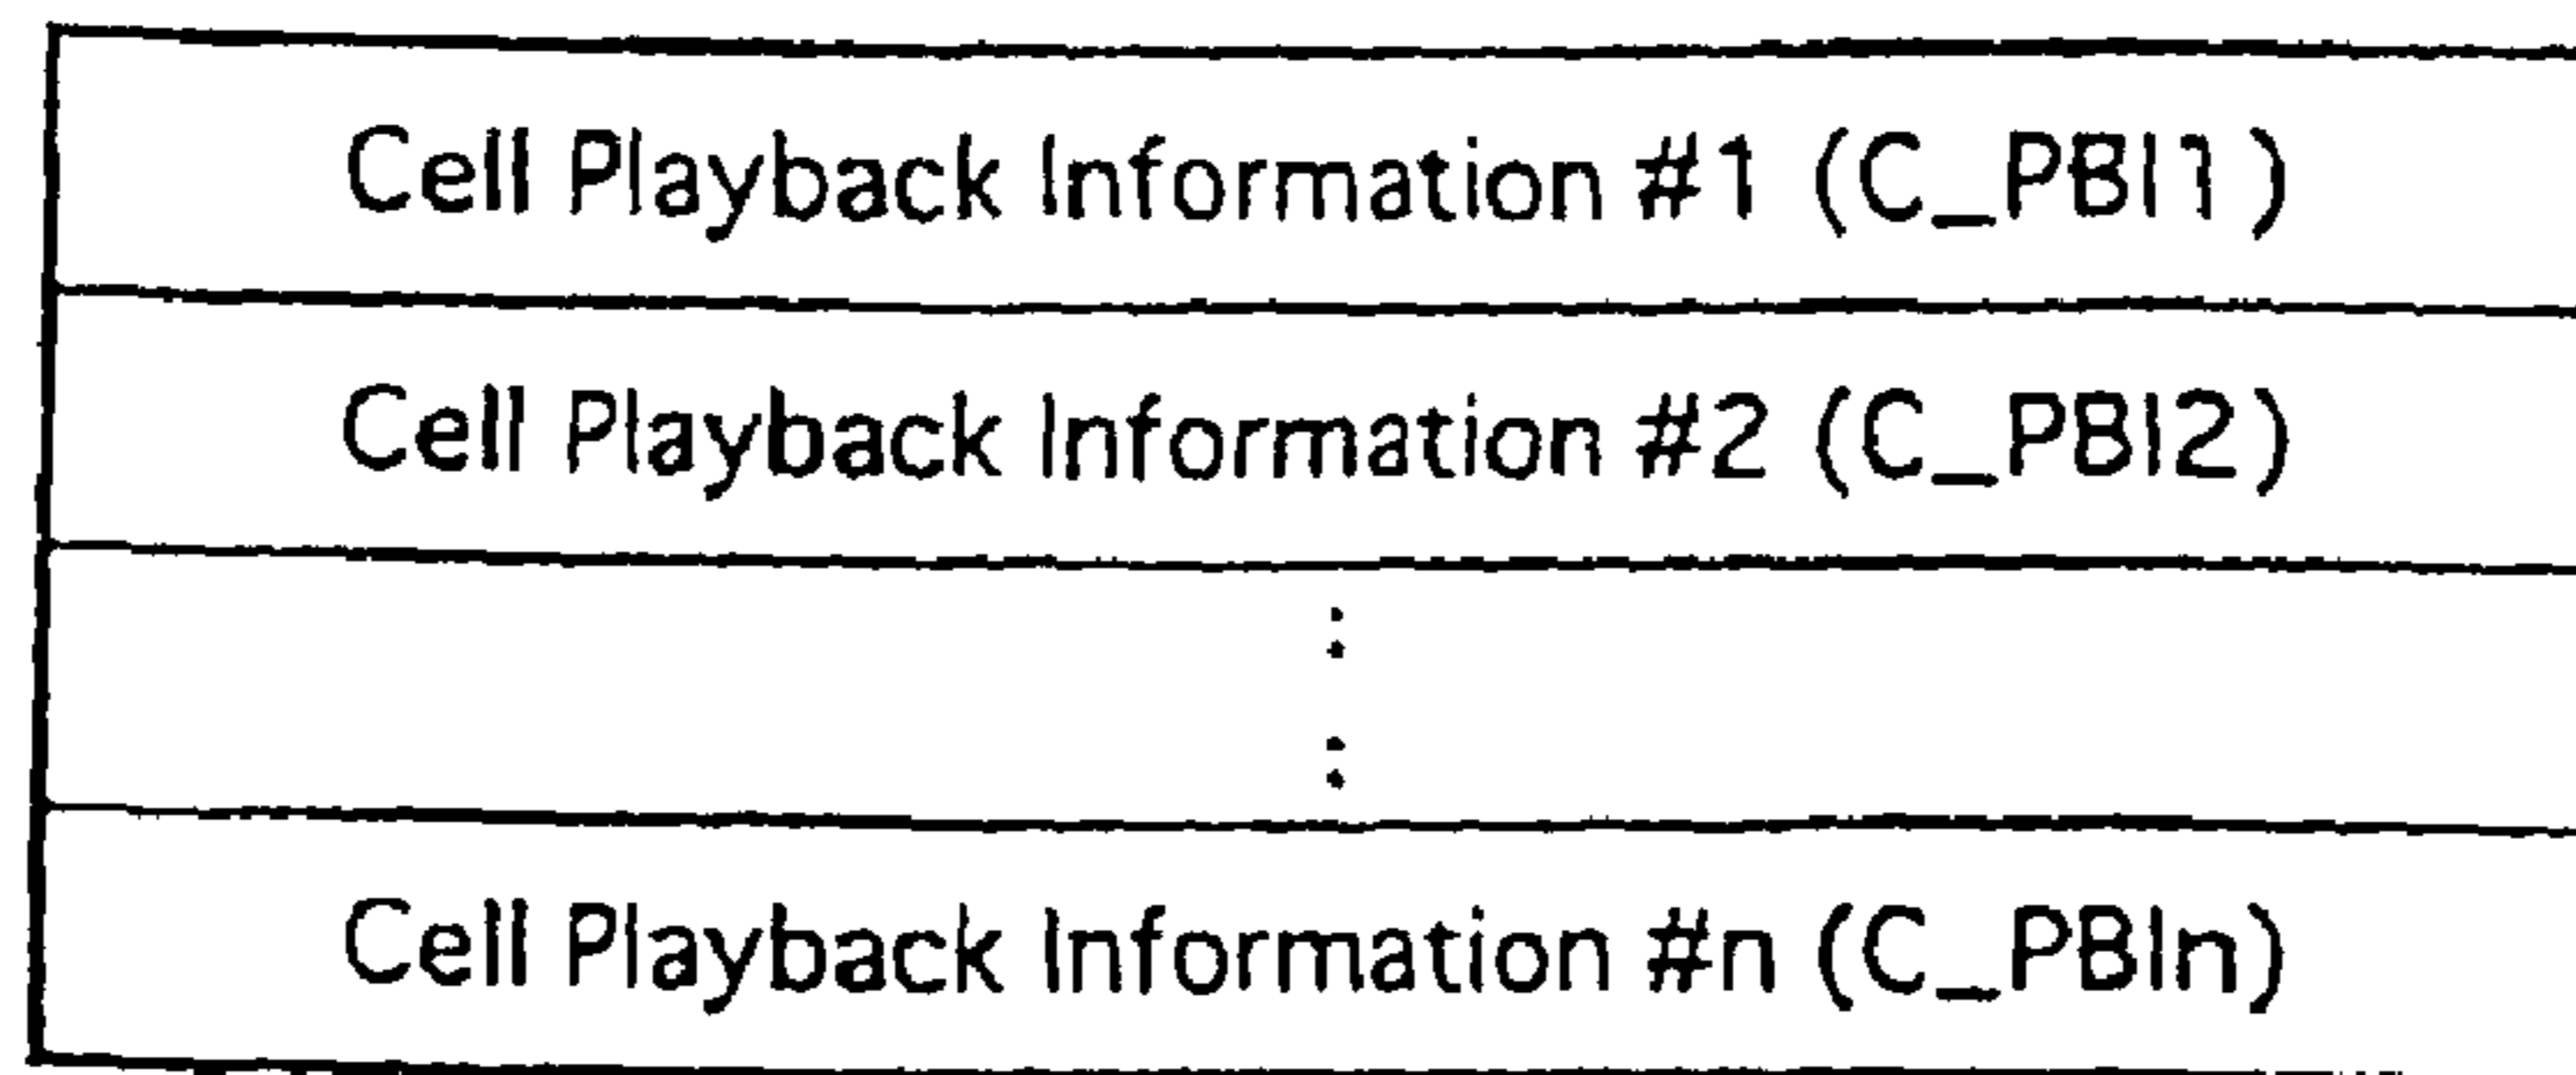 Cell Playback Information #1 (C_PBI1)
Cell Playback Information #2 (C_PBI2)
:
:
Cell Playback Information #n (C_PBIn)